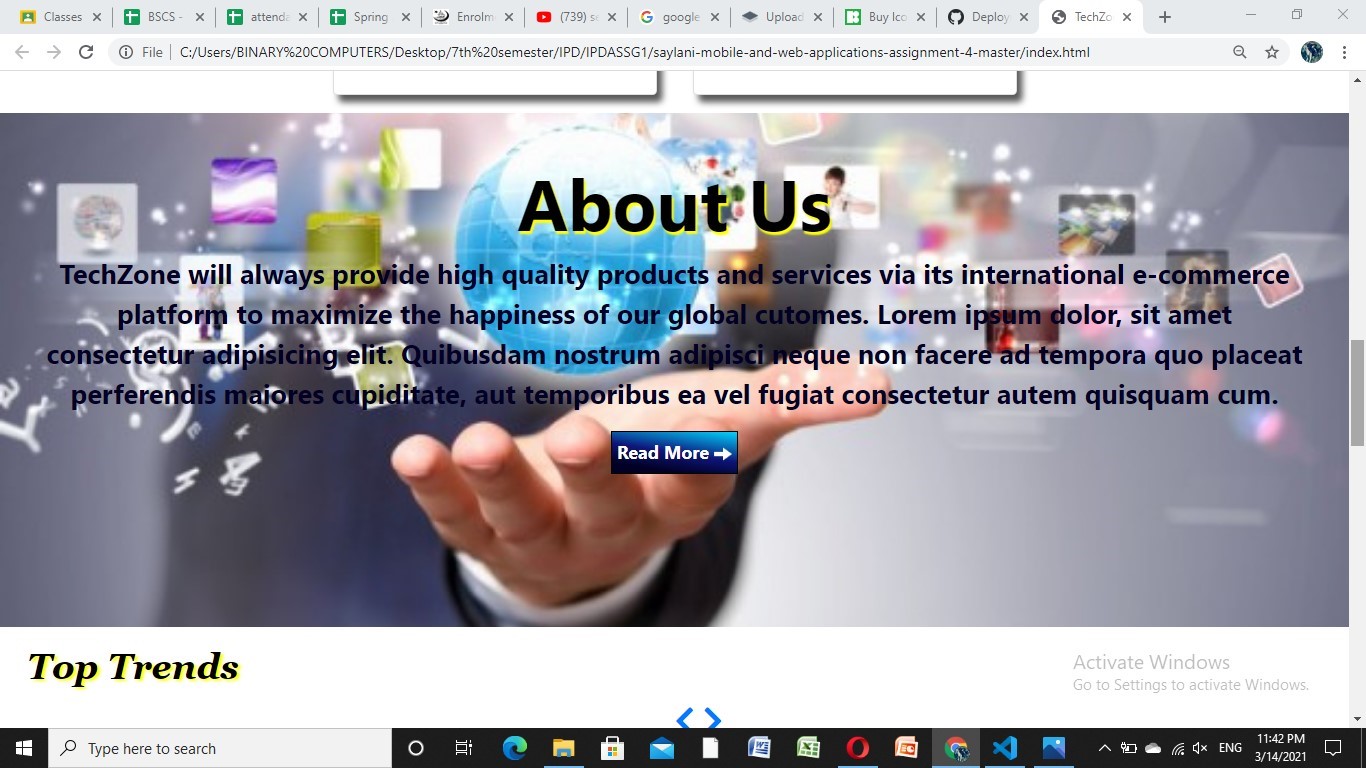 Classes
BSCS -
attenda
Spring
Enrolm
(739) s
google
Upload
Buy Ico
Deploy
TechZo
File
C:/Users/BINARY%20COMPUTERS/Desktop/7th%20semester/IPD/IPDASSG1/saylani-mobile-and-web-applications-assignment-4-master/index.html
About Us
TechZone will always provide high quality products and services via its international e-commerce
platform to maximize the happiness of our global cutomes. Lorem ipsum dolor, sit amet
consectetur adipisicing elit. Quibusdam nostrum adipisci neque non facere ad tempora quo placeat
perferendis maiores cupiditate, aut temporibus ea vel fugiat consectetur autem quisquam cum.
Read More
Top Trends
Activate Windows
Go to Settings to activate Windows.
Type here to search
ENG
11:42 PM
3/14/2021